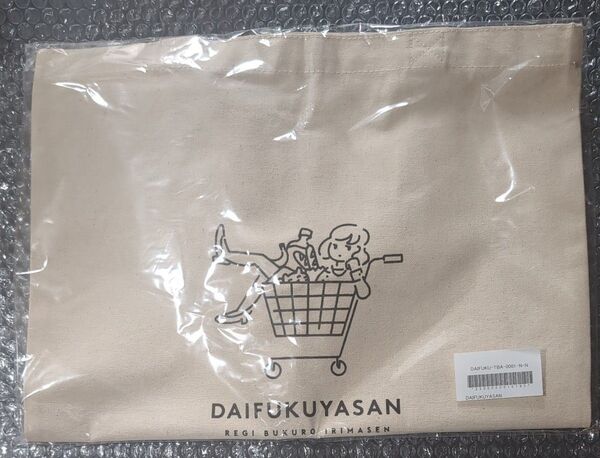 DAIFUKU-TBA-0001-N-N
DAIFUKUYASAN
DAIFUKUYASAN
REGI BUKURO IRIMASEN